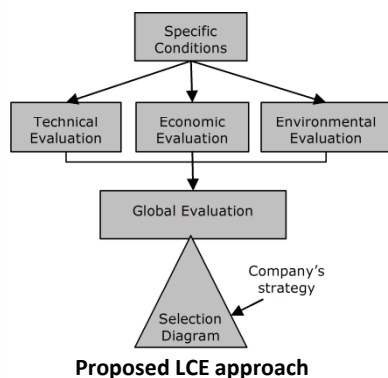 Specific
Conditions
Technical
Evaluation
Economic
Evaluation
Environmental
Evaluation
Global Evaluation
Company's
strategy
Selection
Diagram
Proposed LCE approach